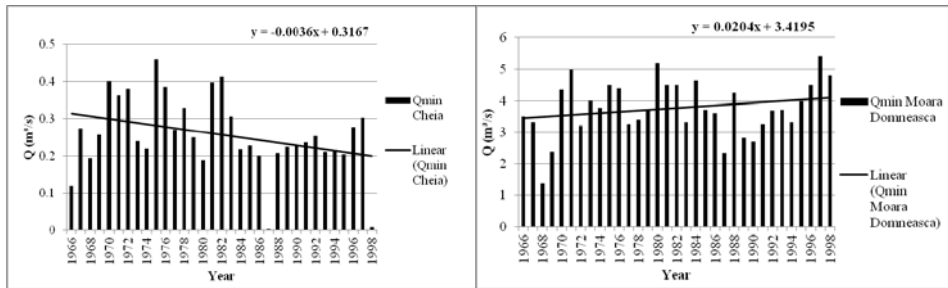 y = -0.0036x + 0.3167
0.5
0.4
0.3
0.2
0.1
0
Q (m³/s)
1966
1968
1970
1972
1974
1976
1978
1980
1982
1984
1986
1988
1990
1992
1994
1996
1998
Year
Qmin
Cheia
Linear
(Qmin
Cheia)
y = 0.0204x + 3.4195
6
5
4
3
2
1
0
Q (m³/s)
1966
1968
1970
1972
1974
1976
1978
1980
1982
1984
1986
1988
1990
1992
1994
1996
1998
Year
Qmin Moara
Domneasca
Linear
(Qmin
Moara
Domneasca)